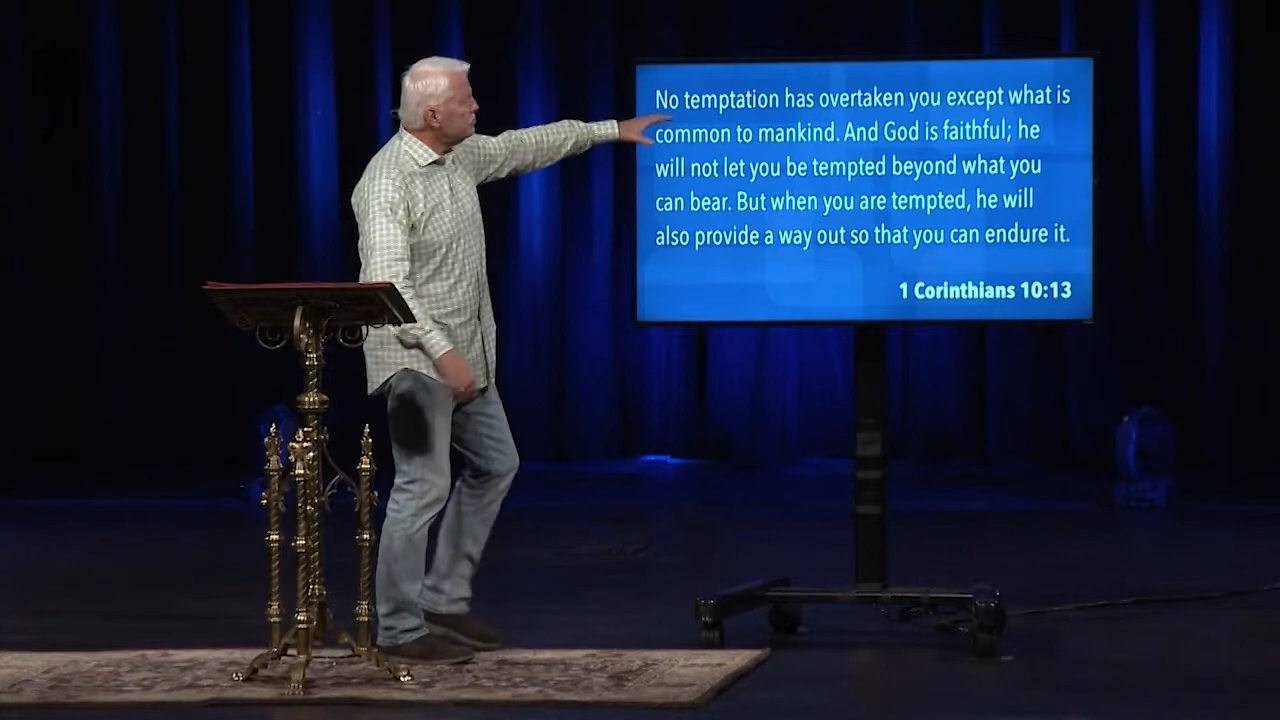 No temptation has overtaken you except what is
common to mankind. And God is faithful; he
will not let you be tempted beyond what you
can bear. But when you are tempted, he will
also provide a way out so that you can endure it.
1 Corinthians 10:13